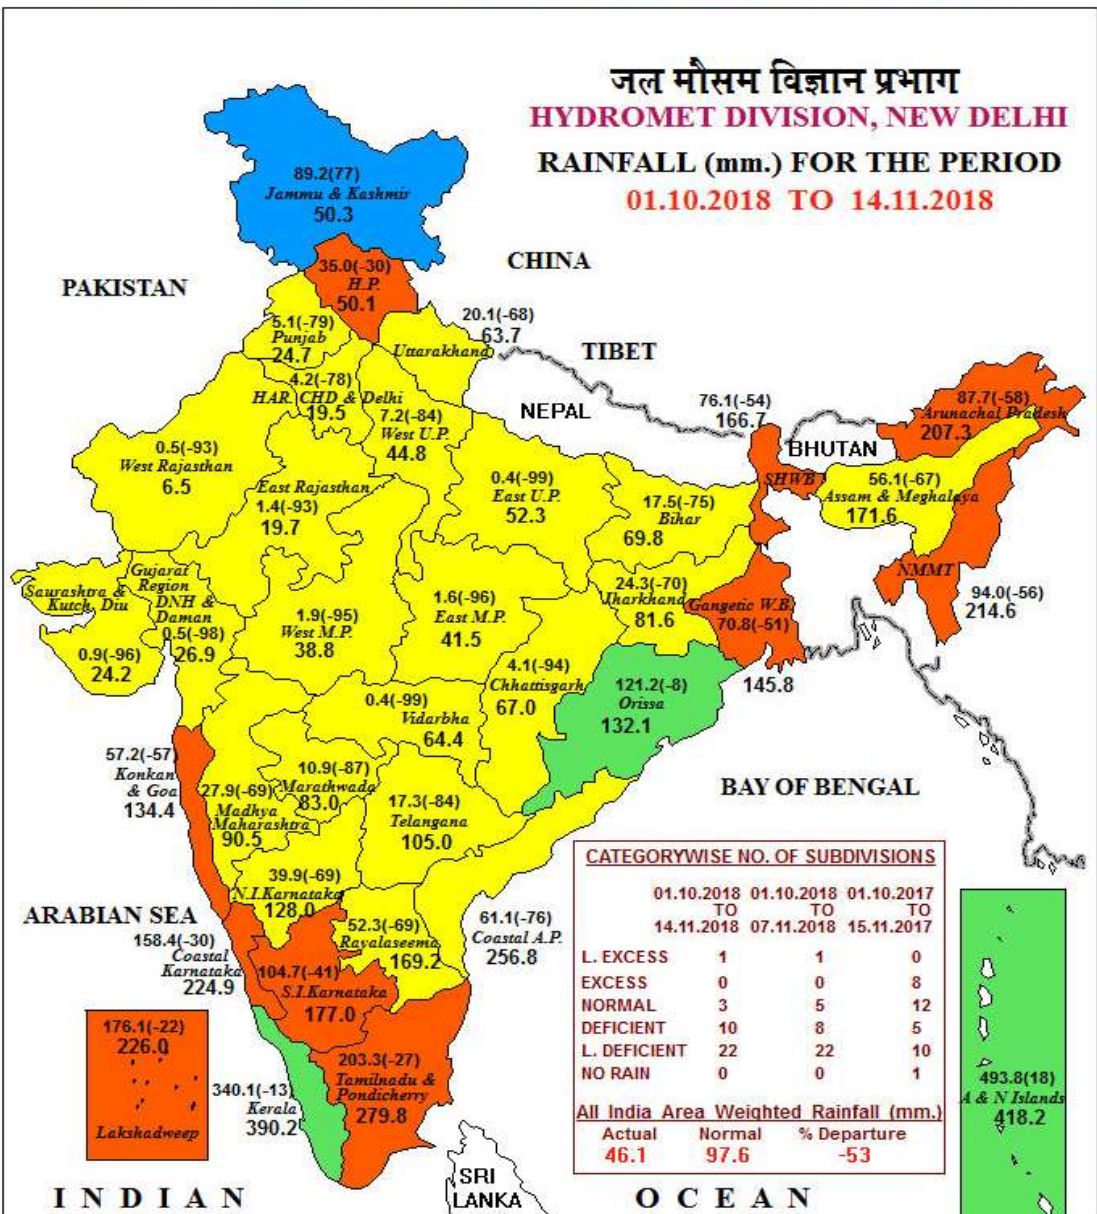 जल मौसम विज्ञान प्रभाग
HYDROMET DIVISION, NEW DELHI
RAINFALL (mm.) FOR THE PERIOD
01.10.2018 TO 14.11.2018
89.2(77)
Jammu & Kashmir
50.3
CHINA
PAKISTAN
35.0(-30)
H.P.
50.1
5.1(-79)
Punjab
24.7
20.1(-68)
63.7
Uttarakhand
TIBET
4.2(-78)
HAR. CHD & Delhi
19.5
7.2(-84)
West U.P.
44.8
NEPAL
76.1(-54)
166.7
SHWB
BHUTAN
87.7(-58)
Arunachal Pradesh
207.3
0.5(-93)
West Rajasthan
6.5
East Rajasthan
1.4(-93)
19.7
0.4(-99)
East U.P.
52.3
17.5(-75)
Bihar
69.8
56.1(-67)
Assam & Meghalaya
171.6
NMMT
94.0(-56)
214.6
Saurashtra &
Kutch, Diu
0.9(-96)
24.2
Gujarat
Region
DNH &
Daman
0.5(-98)
26.9
1.9(-95)
West M.P.
38.8
1.6(-96)
East M.P.
41.5
24.3(-70)
Jharkhand
81.6
Gangetic W.B.
70.8(-51)
145.8
4.1(-94)
Chhattisgarh
67.0
121.2(-8)
Orissa
132.1
0.4(-99)
Vidarbha
64.4
57.2(-57)
Konkan
& Goa
134.4
27.9(-69)
Madhya
Maharashtra
90.5
10.9(-87)
Marathwada
83.0
17.3(-84)
Telangana
105.0
BAY OF BENGAL
39.9(-69)
N.I.Karnataka
128.0
ARABIAN SEA
52.3(-69)
Rayalaseema
169.2
61.1(-76)
Coastal A.P.
256.8
158.4(-30)
Coastal
Karnataka
224.9
104.7(-41)
S.I.Karnataka
177.0
176.1(-22)
226.0
Lakshadweep
340.1(-13)
Kerala
390.2
203.3(-27)
Tamilnadu &
Pondicherry
279.8
CATEGORYWISE NO. OF SUBDIVISIONS
01.10.2018 01.10.2018 01.10.2017
TO TO TO
14.11.2018 07.11.2018 15.11.2017
L. EXCESS 1 1 0
EXCESS 0 0 8
NORMAL 3 5 12
DEFICIENT 10 8 5
L. DEFICIENT 22 22 10
NO RAIN 0 0 1
All India Area Weighted Rainfall (mm.)
Actual Normal % Departure
46.1 97.6 -53
493.8(18)
A & N Islands
418.2
SRI
LANKA
INDIAN OCEAN